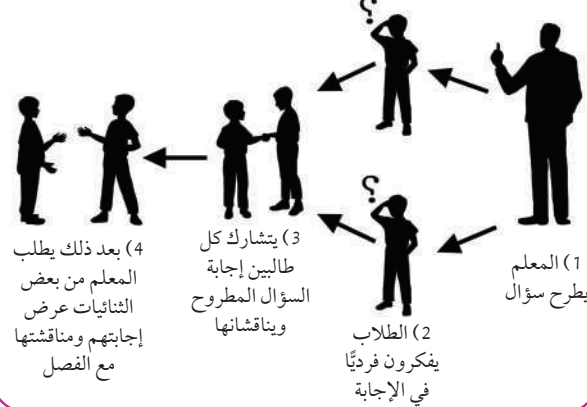 ؟
؟
1) المعلم
يطرح سؤال
2) الطلاب
يفكرون فرديًّا
في الإجابة
3) يتشارك كل
طالبين إجابة
السؤال المطروح
ويناقشانها
4) بعد ذلك يطلب
المعلم من بعض
الثنائيات عرض
إجابتهم ومناقشتها
مع الفصل